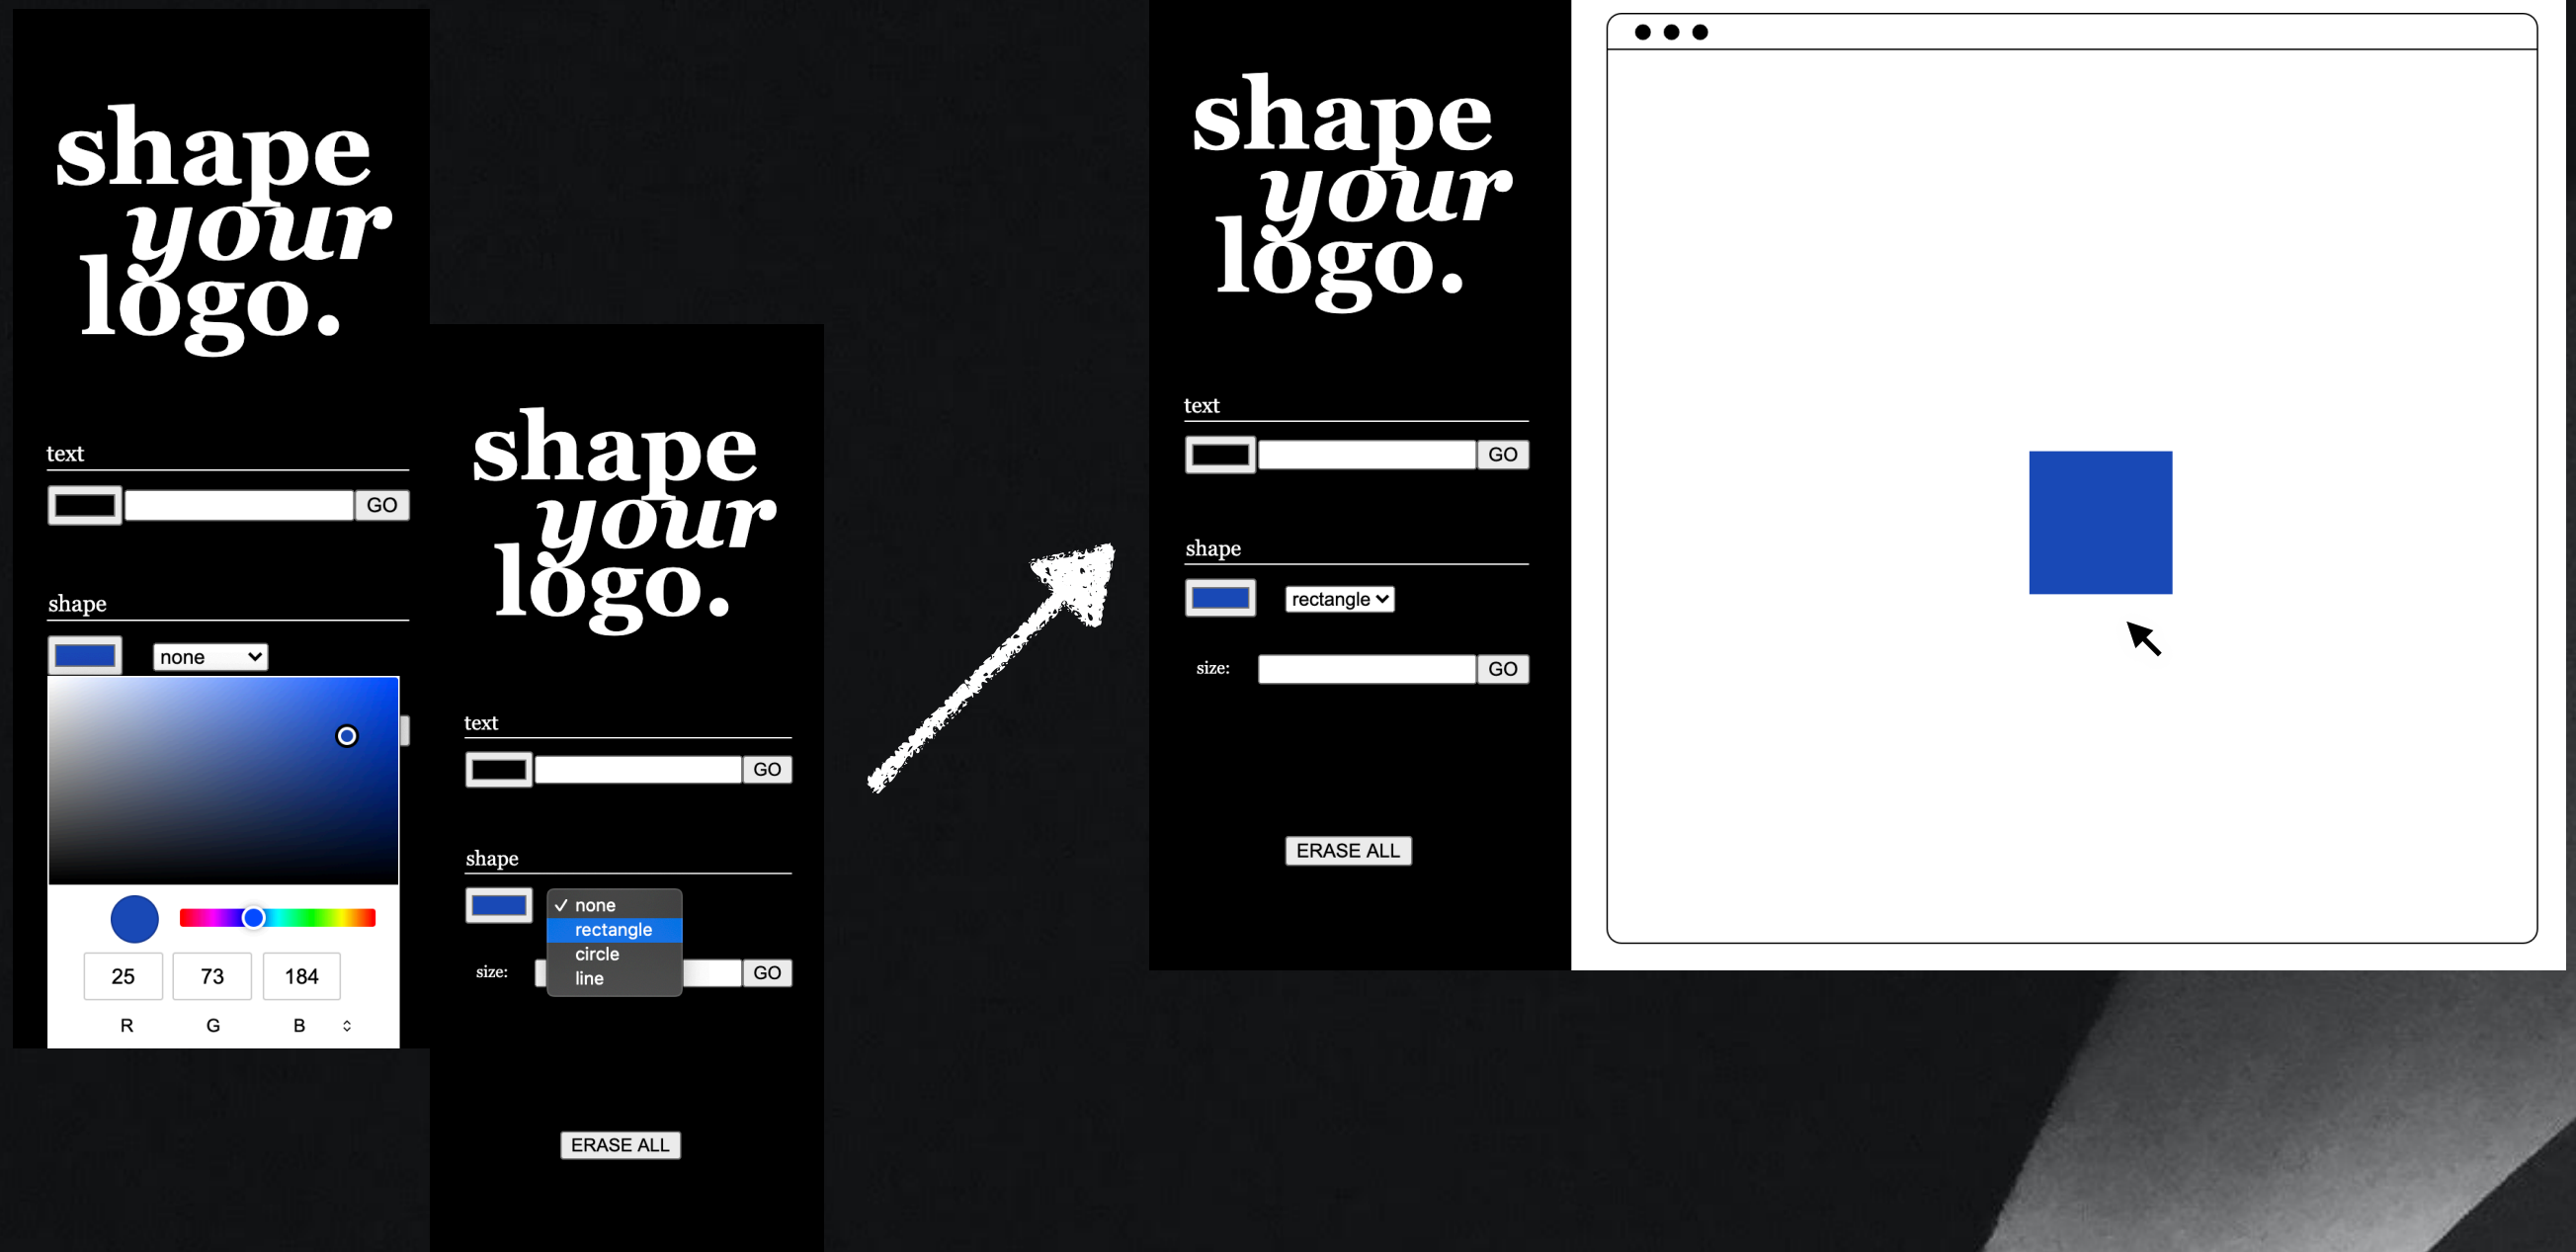 shape
your
logo.
text
GO
shape
none
25 73 184
R G B
shape
your
logo.
text
GO
shape
✓ none
rectangle
circle
line
size: GO
ERASE ALL
shape
your
logo.
text
GO
shape
rectangle
size: GO
ERASE ALL